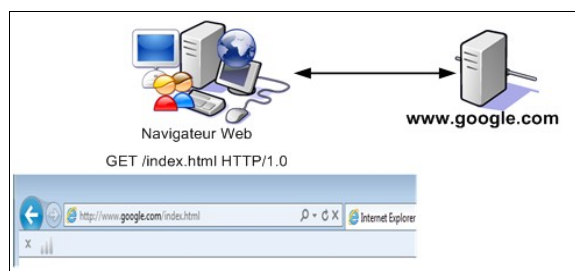 www.google.com
Navigateur Web
GET /index.html HTTP/1.0
http://www.google.com/index.html
Internet Explorer
x